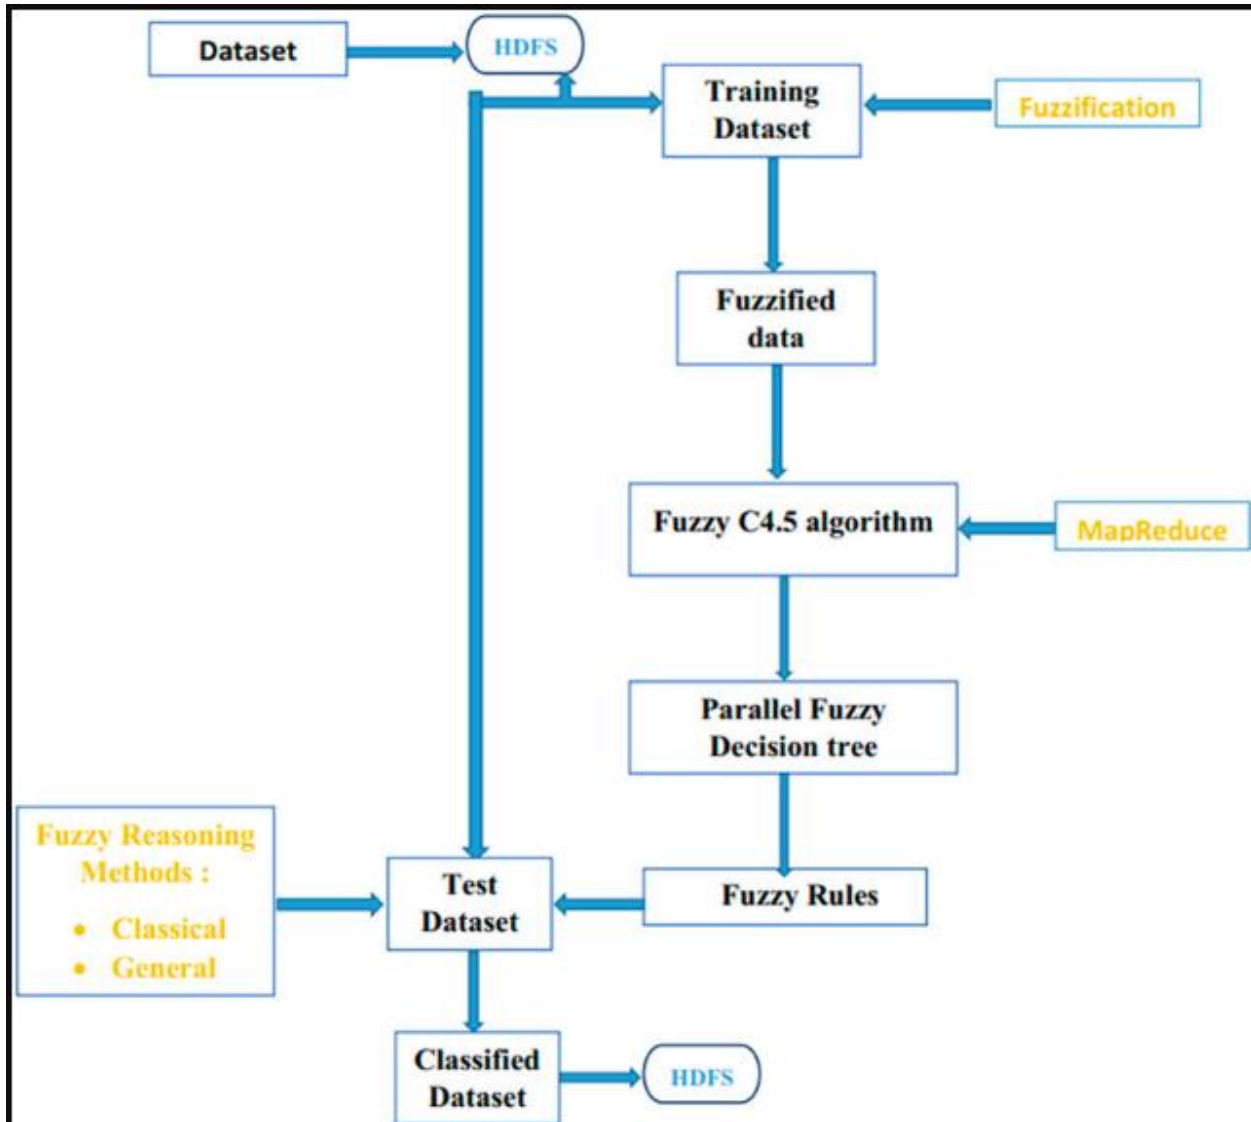 Dataset
HDFS
Training
Dataset
Fuzzification
Fuzzified
data
Fuzzy C4.5 algorithm
MapReduce
Parallel Fuzzy
Decision tree
Fuzzy Reasoning
Methods :
• Classical
• General
Test
Dataset
Fuzzy Rules
Classified
Dataset
HDFS